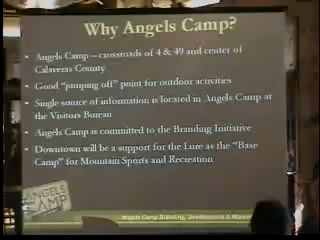 Why Angels Camp?
• Angels Camp – crossroads of 4 & 49 and center of
Calaveras County
• Good "jumping off" point for outdoor activities
• Single source of information is located in Angels Camp at
the Visitors Bureau
• Angels Camp is committed to the Branding Initiative
• Downtown will be a support for the Lure as the "Base
Camp" for Mountain Sports and Recreation
ANGELS
CAMP
Angels Camp Branding, Development &